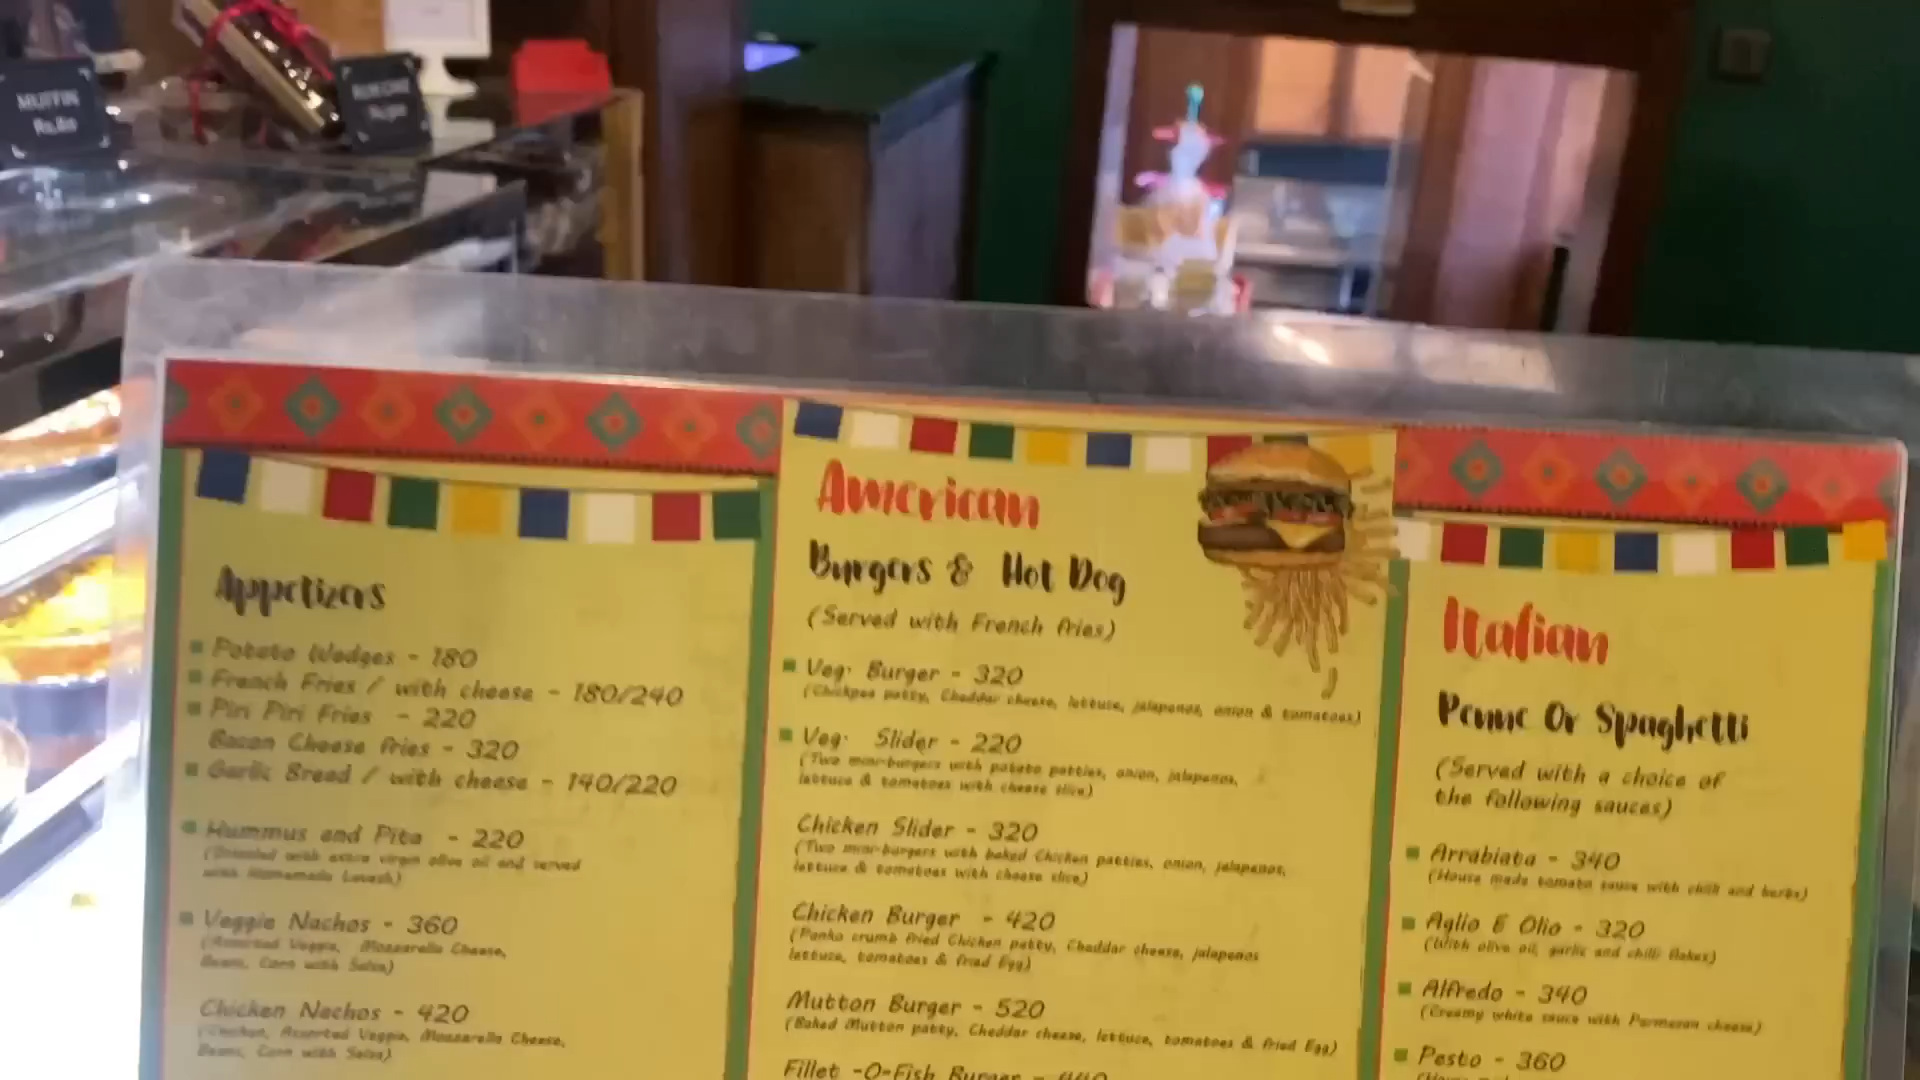 MUFFIN
Rs.80
Appetizers
Potato Wedges - 180
French Fries / with cheese - 180/240
Piri Piri Fries - 220
Bacon Cheese fries - 320
Garlic Bread / with cheese - 140/220
Hummus and Pita - 220
(Drizzled with extra virgin olive oil and served
with Homemade Lavash)
Veggie Nachos - 360
(Assorted Veggie, Mozzarella Cheese,
Beans, Corn with Salsa)
Chicken Nachos - 420
(Chicken, Assorted Veggie, Mozzarella Cheese,
Beans, Corn with Salsa)
American
Burgers & Hot Dog
(Served with French fries)
Veg. Burger - 320
(Chickpea patty, Cheddar cheese, lettuce, jalapenos, onion & tomatoes)
Veg. Slider - 220
(Two mini-burgers with potato patties, onion, jalapenos,
lettuce & tomatoes with cheese slice)
Chicken Slider - 320
(Two mini-burgers with baked Chicken patties, onion, jalapenos,
lettuce & tomatoes with cheese slice)
Chicken Burger - 420
(Panko crumb fried Chicken patty, Cheddar cheese, jalapenos
lettuce, tomatoes & fried Egg)
Mutton Burger - 520
(Baked Mutton patty, Cheddar cheese, lettuce, tomatoes & fried Egg)
Fillet -O-Fish Burger - 440
Italian
Penne Or Spaghetti
(Served with a choice of
the following sauces)
Arrabiata - 340
(House made tomato sauce with chilli and herbs)
Aglio E Olio - 320
(With olive oil, garlic and chilli flakes)
Alfredo - 340
(Creamy white sauce with Parmesan cheese)
Pesto - 360